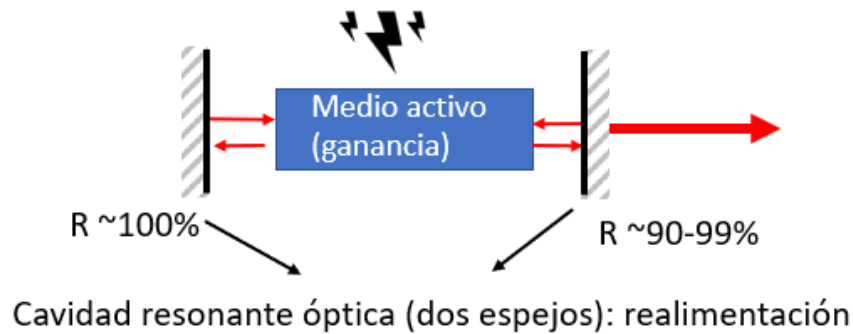 Medio activo
(ganancia)
R ~100%
R ~90-99%
Cavidad resonante óptica (dos espejos): realimentación